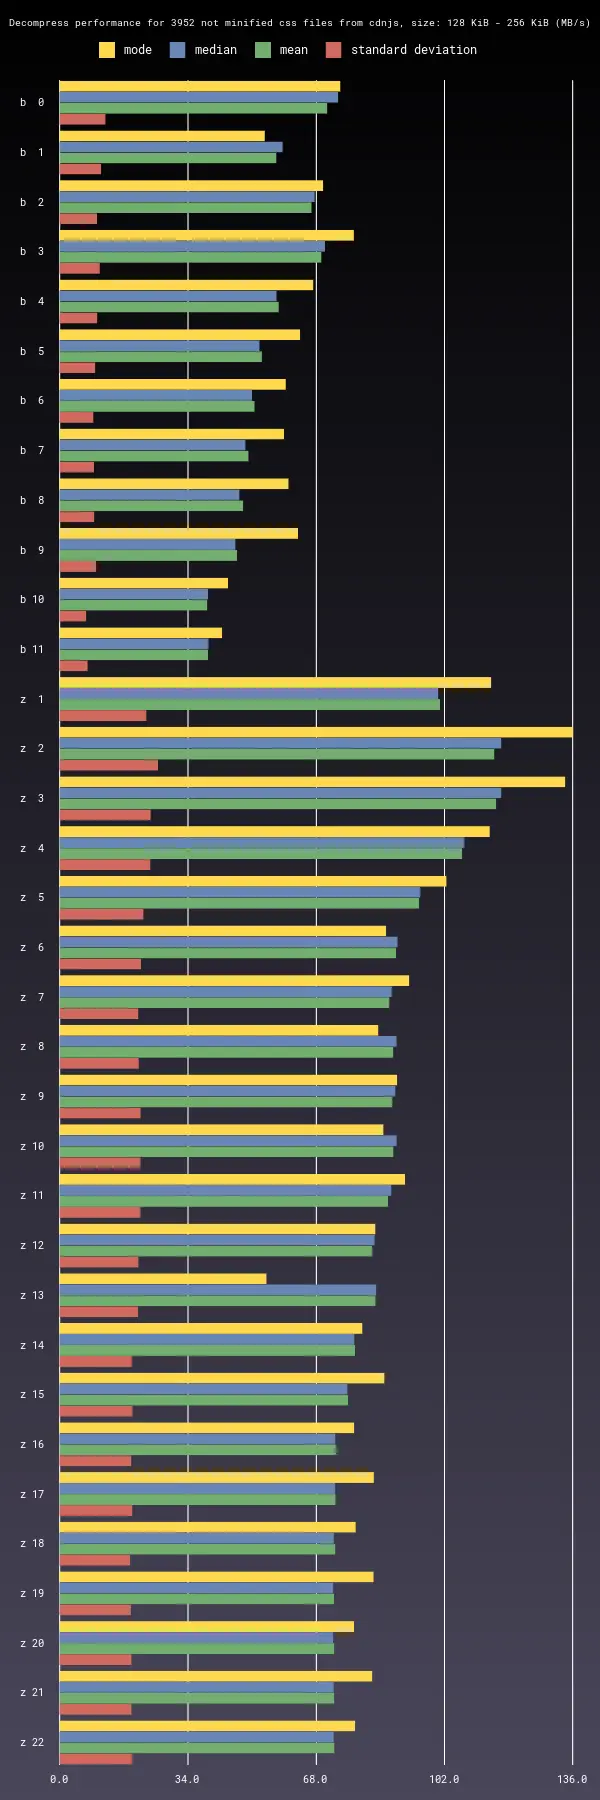 Decompress performance for 3952 not minified css files from cdnjs, size: 128 KiB - 256 KiB (MB/s)
mode median mean standard deviation
b 0
b 1
b 2
b 3
b 4
b 5
b 6
b 7
b 8
b 9
b 10
b 11
z 1
z 2
z 3
z 4
z 5
z 6
z 7
z 8
z 9
z 10
z 11
z 12
z 13
z 14
z 15
z 16
z 17
z 18
z 19
z 20
z 21
z 22
0.0 34.0 68.0 102.0 136.0